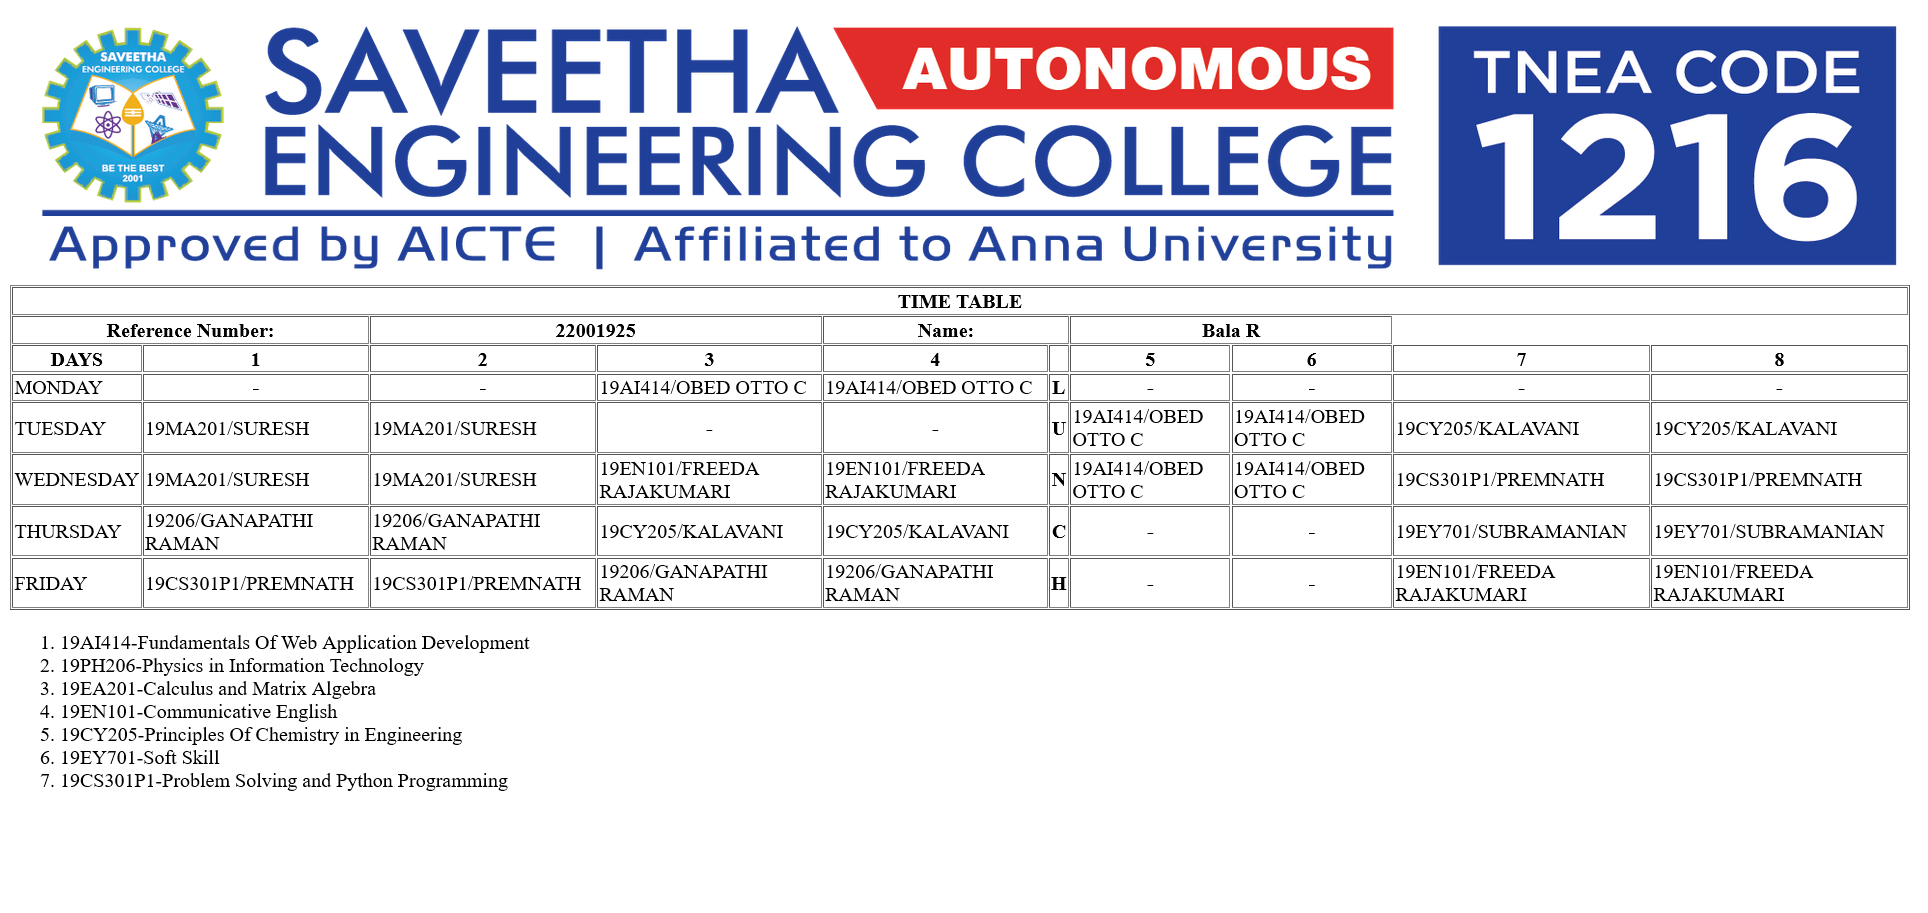 SAVEETHA
ENGINEERING COLLEGE
BE THE BEST
2001
SAVEETHA AUTONOMOUS
ENGINEERING COLLEGE
Approved by AICTE | Affiliated to Anna University
TNEA CODE
1216
TIME TABLE
Reference Number: 22001925 Name: Bala R
DAYS 1 2 3 4 5 6 7 8
MONDAY - - 19AI414/OBED OTTO C 19AI414/OBED OTTO C L - - - -
TUESDAY 19MA201/SURESH 19MA201/SURESH - - U 19AI414/OBED OTTO C 19AI414/OBED OTTO C 19CY205/KALAVANI 19CY205/KALAVANI
WEDNESDAY 19MA201/SURESH 19MA201/SURESH 19EN101/FREEDA RAJAKUMARI 19EN101/FREEDA RAJAKUMARI N 19AI414/OBED OTTO C 19AI414/OBED OTTO C 19CS301P1/PREMNATH 19CS301P1/PREMNATH
THURSDAY 19206/GANAPATHI RAMAN 19206/GANAPATHI RAMAN 19CY205/KALAVANI 19CY205/KALAVANI C - - 19EY701/SUBRAMANIAN 19EY701/SUBRAMANIAN
FRIDAY 19CS301P1/PREMNATH 19CS301P1/PREMNATH 19206/GANAPATHI RAMAN 19206/GANAPATHI RAMAN H - - 19EN101/FREEDA RAJAKUMARI 19EN101/FREEDA RAJAKUMARI
1. 19AI414-Fundamentals Of Web Application Development
2. 19PH206-Physics in Information Technology
3. 19EA201-Calculus and Matrix Algebra
4. 19EN101-Communicative English
5. 19CY205-Principles Of Chemistry in Engineering
6. 19EY701-Soft Skill
7. 19CS301P1-Problem Solving and Python Programming